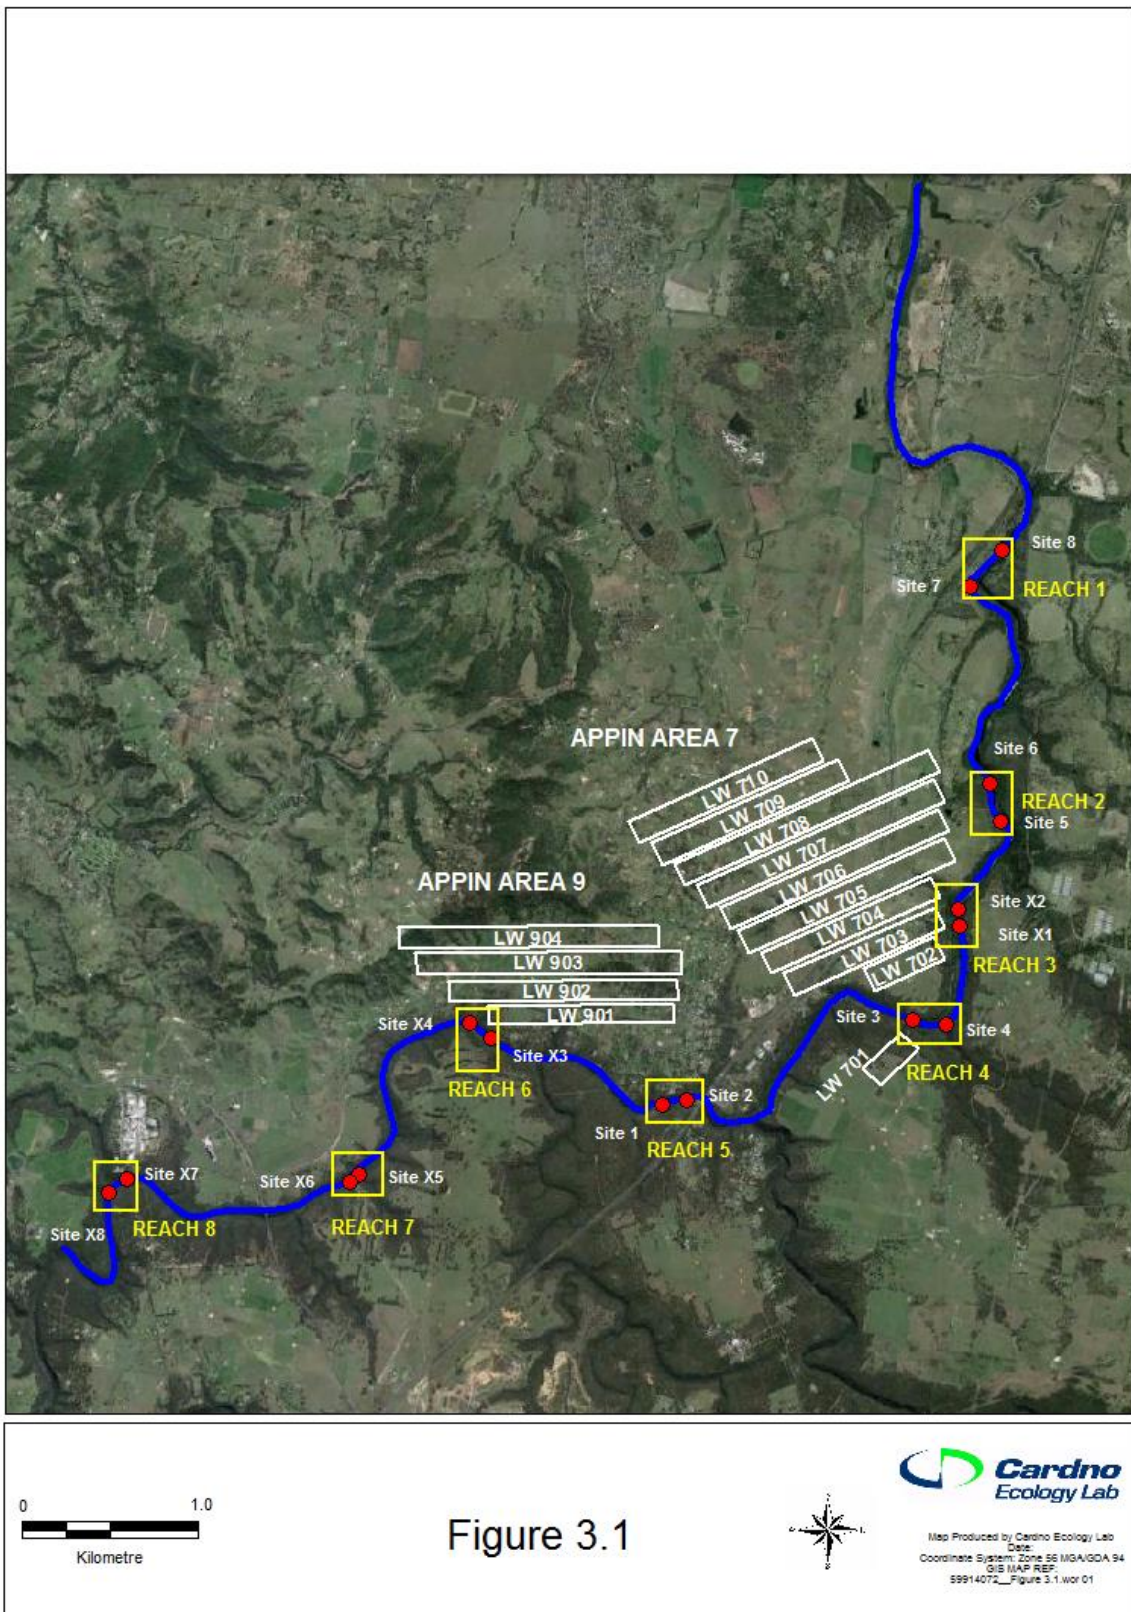 Site 8
Site 7
REACH 1
APPIN AREA 7
Site 6
LW 710
REACH 2
LW 709
Site 5
LW 708
LW 707
APPIN AREA 9
LW 706
LW 705
Site X2
LW 704
Site X1
LW 904
LW 703
LW 903
REACH 3
LW 702
LW 902
LW 901
Site X4
Site 3
Site 4
Site X3
LW 701
REACH 4
REACH 6
Site 2
Site 1
REACH 5
Site X7
Site X6
Site X5
REACH 8
REACH 7
Site X8
0 1.0
Kilometre
Figure 3.1
Cardno
Ecology Lab
Map Produced by Cardno Ecology Lab
Date:
Coordinate System: Zone 56 MGA/GDA 94
GIS MAP REF:
59914072__Figure 3.1.wor 01